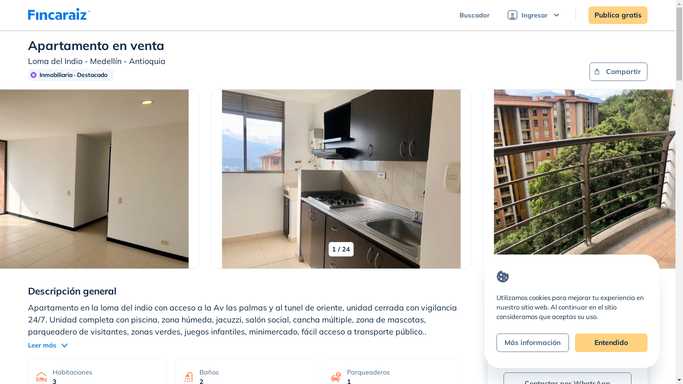 Fincaraiz
Buscador
Ingresar
Publica gratis
Apartamento en venta
Loma del Indio - Medellín - Antioquia
Inmobiliaria - Destacado
Compartir
1 / 24
Descripción general
Apartamento en la loma del indio con acceso a la Av las palmas y al tunel de oriente, unidad cerrada con vigilancia
24/7. Unidad completa con piscina, zona húmeda, jacuzzi, salón social, cancha múltiple, zona de mascotas,
parqueadero de visitantes, zonas verdes, juegos infantiles, minimercado, fácil acceso a transporte público..
Leer más
Habitaciones
3
Baños
2
Parqueaderos
1
Utilizamos cookies para mejorar tu experiencia en
nuestro sitio web. Al continuar en el sitio
consideramos que aceptas su uso.
Más información
Entendido
Contactar por WhatsApp